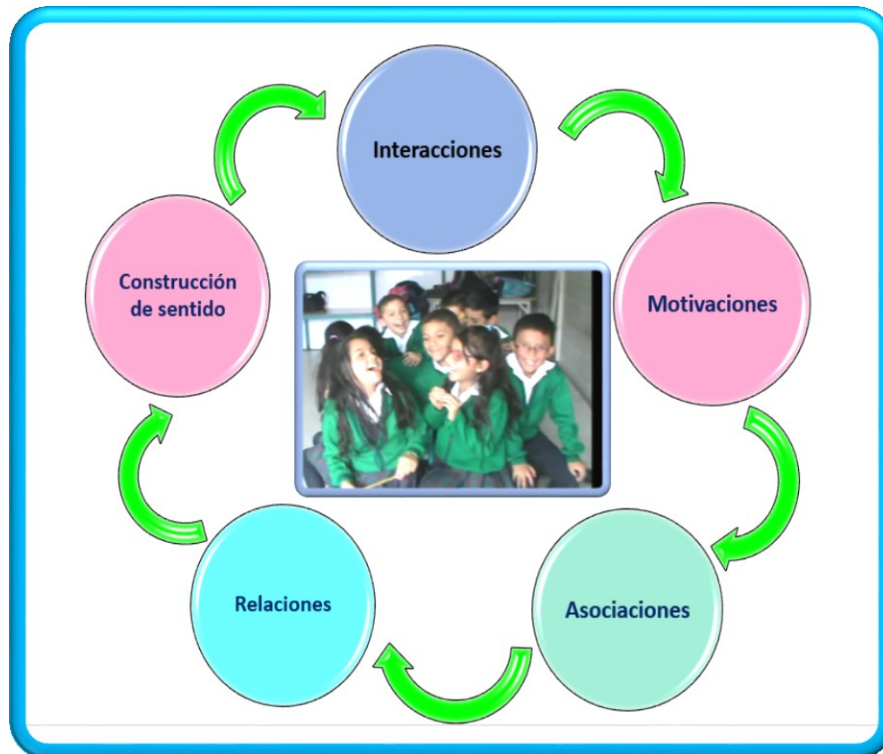 Interacciones
Motivaciones
Asociaciones
Relaciones
Construcción
de sentido